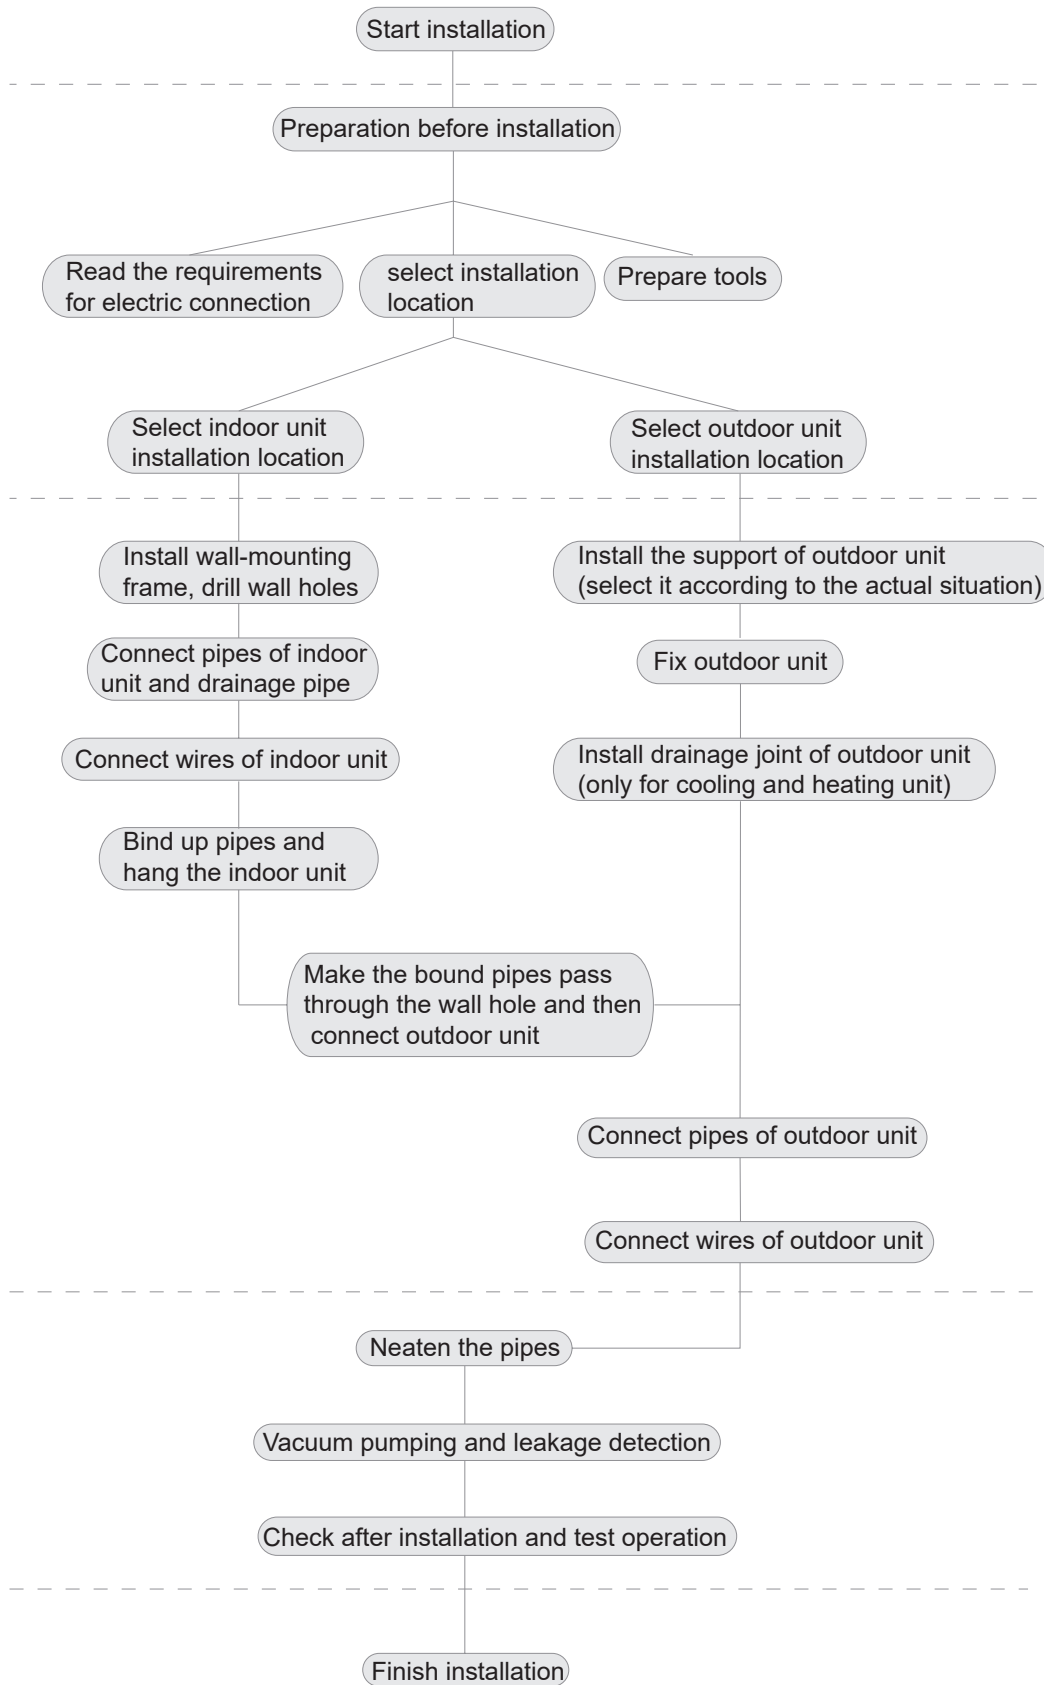 Start installation
Preparation before installation
Read the requirements
for electric connection
select installation
location
Prepare tools
Select indoor unit
installation location
Select outdoor unit
installation location
Install wall-mounting
frame, drill wall holes
Install the support of outdoor unit
(select it according to the actual situation)
Connect pipes of indoor
unit and drainage pipe
Fix outdoor unit
Connect wires of indoor unit
Install drainage joint of outdoor unit
(only for cooling and heating unit)
Bind up pipes and
hang the indoor unit
Make the bound pipes pass
through the wall hole and then
connect outdoor unit
Connect pipes of outdoor unit
Connect wires of outdoor unit
Neaten the pipes
Vacuum pumping and leakage detection
Check after installation and test operation
Finish installation